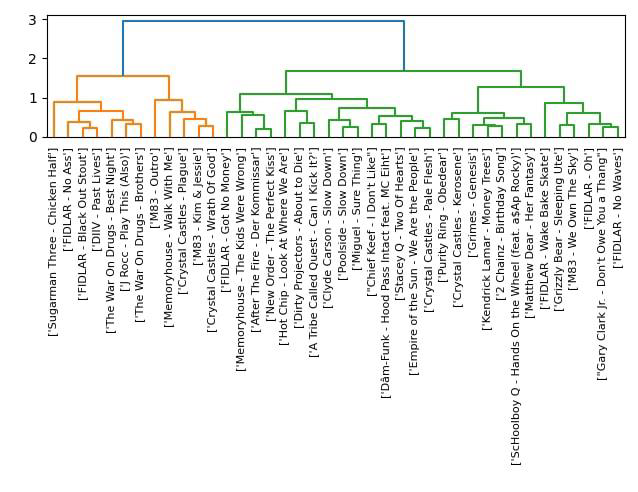 3
2
1
0
['Sugarman Three - Chicken Half']
['FIDLAR - No Ass']
['FIDLAR - Black Out Stout']
['DIIV - Past Lives']
['The War On Drugs - Best Night']
['J Rocc - Play This (Also)']
['The War On Drugs - Brothers']
['M83 - Outro']
['Memoryhouse - Walk With Me']
['Crystal Castles - Plague']
['M83 - Kim & Jessie']
['Crystal Castles - Wrath Of God']
['FIDLAR - Got No Money']
['Memoryhouse - The Kids Were Wrong']
['After The Fire - Der Kommissar']
['New Order - The Perfect Kiss']
['Hot Chip - Look At Where We Are']
['Dirty Projectors - About to Die']
['A Tribe Called Quest - Can I Kick It?']
['Clyde Carson - Slow Down']
['Poolside - Slow Down']
['Miguel - Sure Thing']
["Chief Keef - I Don't Like"]
['Dâm-Funk - Hood Pass Intact feat. MC Eiht']
['Stacey Q - Two Of Hearts']
['Empire of the Sun - We Are the People']
['Crystal Castles - Pale Flesh']
['Purity Ring - Obedear']
['Crystal Castles - Kerosene']
['Grimes - Genesis']
['Kendrick Lamar - Money Trees']
['2 Chainz - Birthday Song']
['ScHoolboy Q - Hands On the Wheel (feat. a$Ap Rocky)']
['Matthew Dear - Her Fantasy']
['FIDLAR - Wake Bake Skate']
['Grizzly Bear - Sleeping Ute']
['M83 - We Own The Sky']
['FIDLAR - Oh']
["Gary Clark Jr. - Don't Owe You a Thang"]
['FIDLAR - No Waves']